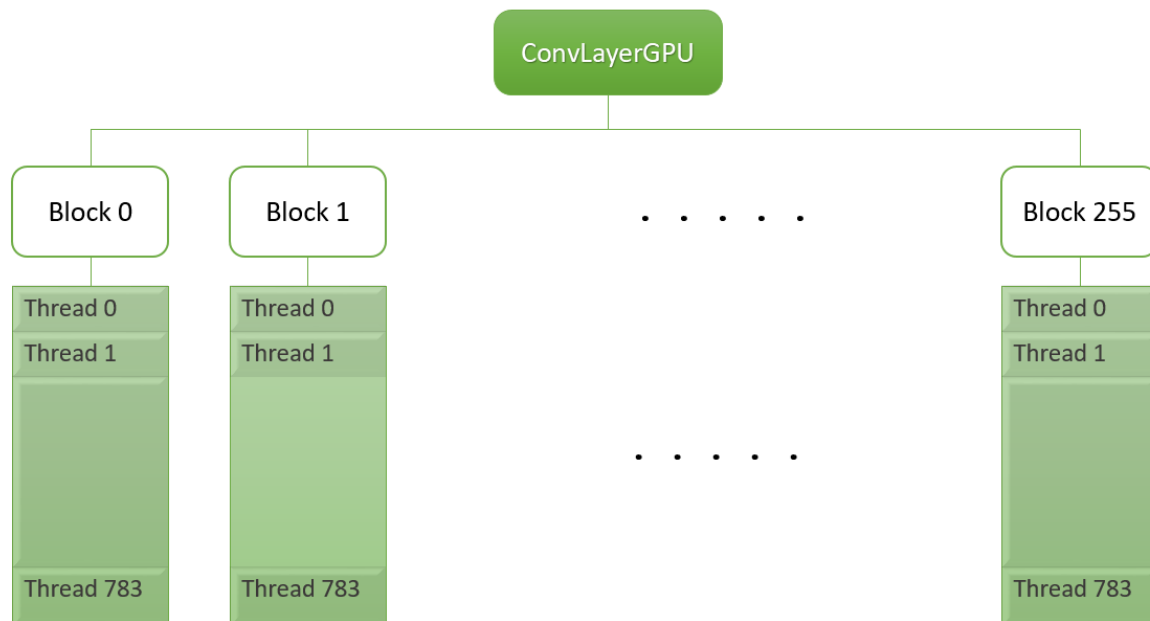 ConvLayerGPU
Block 0
Block 1
. . . . .
Block 255
Thread 0
Thread 0
Thread 0
Thread 1
Thread 1
Thread 1
. . . . .
Thread 783
Thread 783
Thread 783